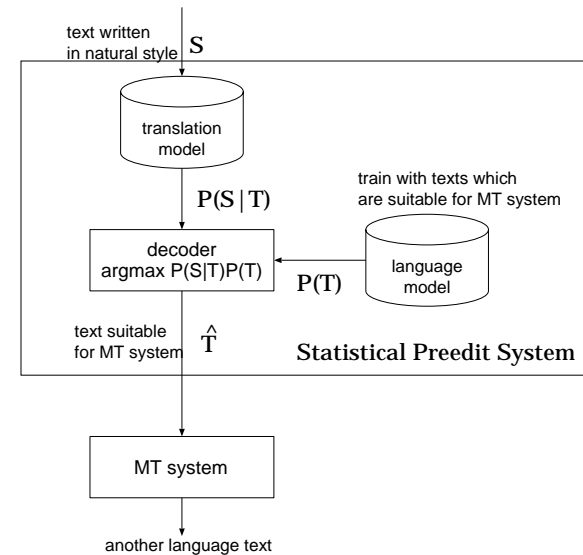 text written
in natural style
S
translation
model
P(S|T)
train with texts which
are suitable for MT system
decoder
argmax P(S|T)P(T)
P(T)
language
model
text suitable
for MT system
T̂
Statistical Preedit System
MT system
another language text